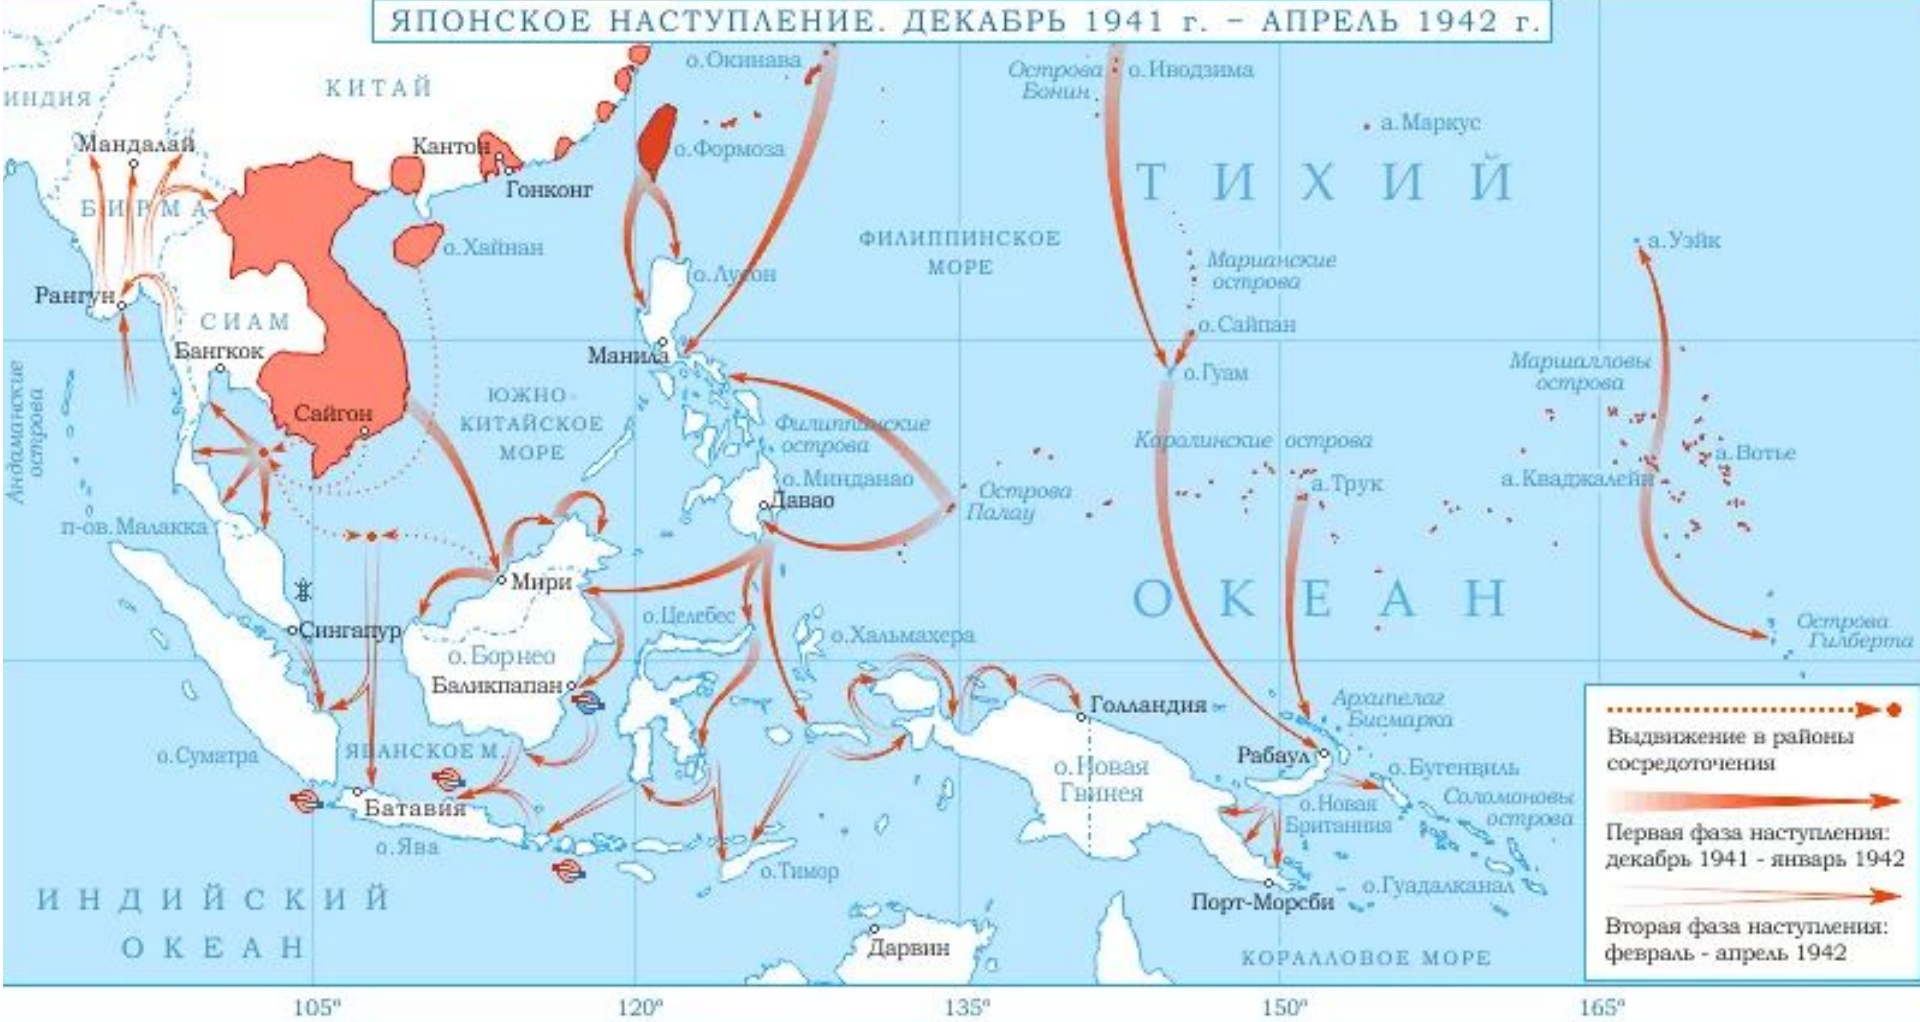 ЯПОНСКОЕ НАСТУПЛЕНИЕ. ДЕКАБРЬ 1941 г. – АПРЕЛЬ 1942 г.
о.Окинава
Острова
Бонин
о.Иводзима
КИТАЙ
ИНДИЯ
а.Маркус
Мандалай
Кантон
о.Формоза
Гонконг
ТИХИЙ
БИРМА
о.Хайнан
ФИЛИППИНСКОЕ
МОРЕ
а.Уэйк
Марианские
острова
о.Лусон
Рангун
СИАМ
о.Сайпан
Бангкок
Манила
Маршалловы
острова
о.Гуам
Андаманские
острова
ЮЖНО-
КИТАЙСКОЕ
МОРЕ
Сайгон
Филиппинские
острова
Каролинские острова
а.Вотье
о.Минданао
Давао
Острова
Палау
а.Трук
а.Кваджалейн
п-ов.Малакка
Мири
ОКЕАН
о.Целебес
о.Хальмахера
Сингапур
Острова
Гилберта
о.Борнео
Баликпапан
Голландия
Архипелаг
Бисмарка
о.Суматра
ЯВАНСКОЕ М.
Рабаул
о.Бугенвиль
о.Новая
Гвинея
Соломоновы
острова
Батавия
о.Новая
Британния
о.Ява
о.Тимор
о.Гуадалканал
Порт-Морсби
ИНДИЙСКИЙ
ОКЕАН
Дарвин
КОРАЛЛОВОЕ МОРЕ
Выдвижение в районы
сосредоточения
Первая фаза наступления:
декабрь 1941 - январь 1942
Вторая фаза наступления:
февраль - апрель 1942
105° 120° 135° 150° 165°